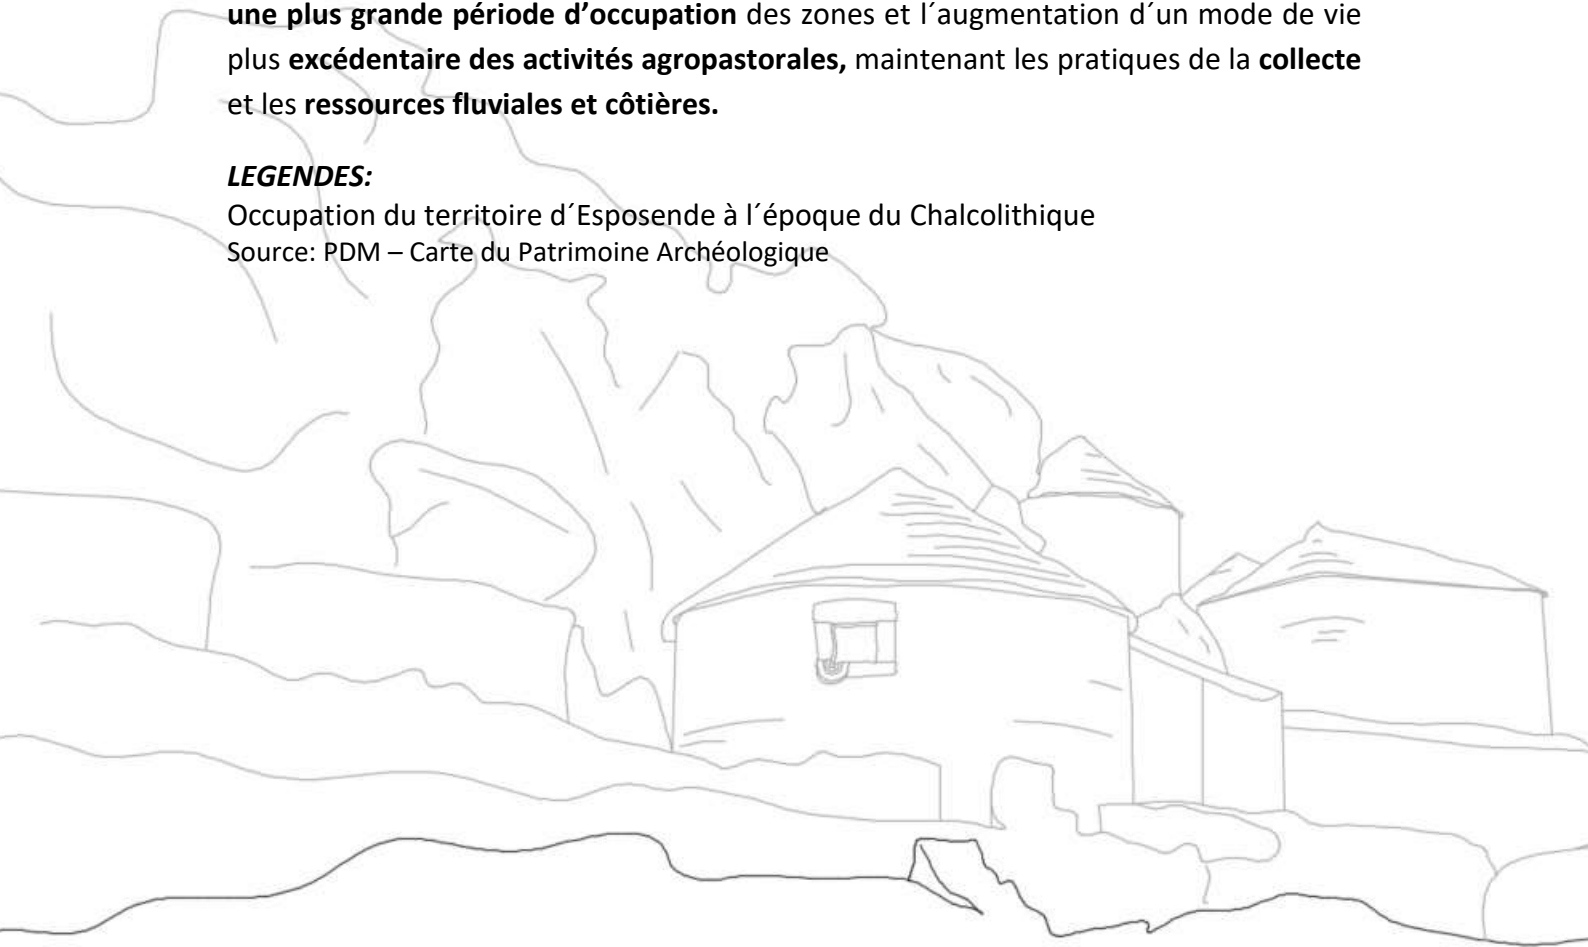 une plus grande période d’occupation des zones et l´augmentation d´un mode de vie
plus excédentaire des activités agropastorales, maintenant les pratiques de la collecte
et les ressources fluviales et côtières.
LEGENDES:
Occupation du territoire d´Esposende à l´époque du Chalcolithique
Source: PDM – Carte du Patrimoine Archéologique